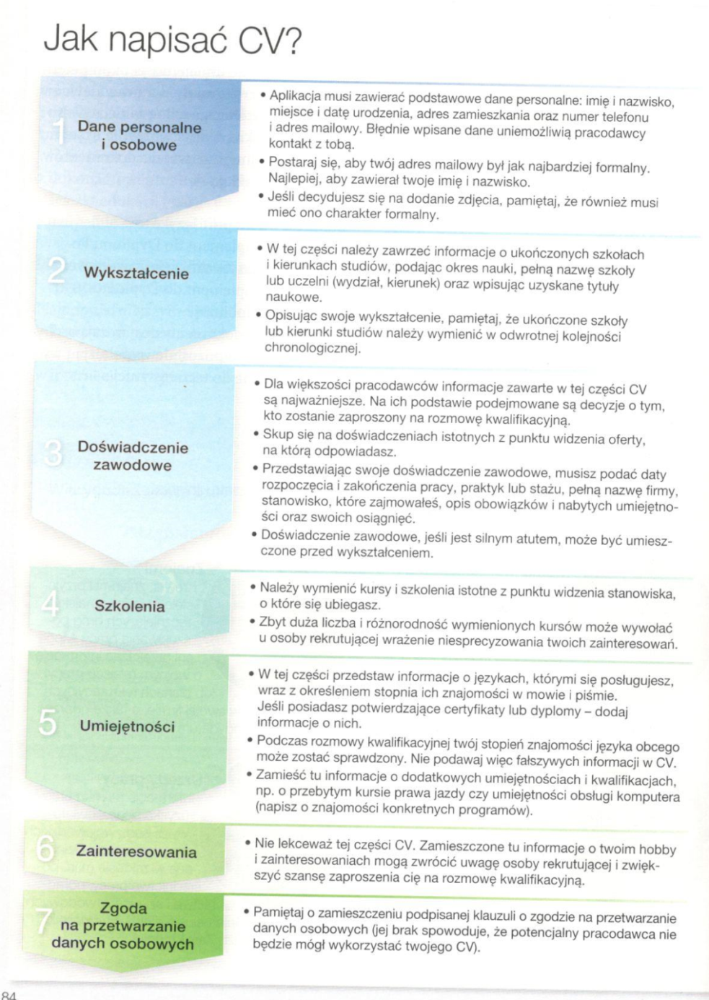 Jak napisać CV?
1
Dane personalne
i osobowe
• Aplikacja musi zawierać podstawowe dane personalne: imię i nazwisko,
miejsce i datę urodzenia, adres zamieszkania oraz numer telefonu
i adres mailowy. Błędnie wpisane dane uniemożliwią pracodawcy
kontakt z tobą.
• Postaraj się, aby twój adres mailowy był jak najbardziej formalny.
Najlepiej, aby zawierał twoje imię i nazwisko.
• Jeśli decydujesz się na dodanie zdjęcia, pamiętaj, że również musi
mieć ono charakter formalny.
2
Wykształcenie
• W tej części należy zawrzeć informacje o ukończonych szkołach
i kierunkach studiów, podając okres nauki, pełną nazwę szkoły
lub uczelni (wydział, kierunek) oraz wpisując uzyskane tytuły
naukowe.
• Opisując swoje wykształcenie, pamiętaj, że ukończone szkoły
lub kierunki studiów należy wymienić w odwrotnej kolejności
chronologicznej.
3
Doświadczenie
zawodowe
• Dla większości pracodawców informacje zawarte w tej części CV
są najważniejsze. Na ich podstawie podejmowane są decyzje o tym,
kto zostanie zaproszony na rozmowę kwalifikacyjną.
• Skup się na doświadczeniach istotnych z punktu widzenia oferty,
na którą odpowiadasz.
• Przedstawiając swoje doświadczenie zawodowe, musisz podać daty
rozpoczęcia i zakończenia pracy, praktyk lub stażu, pełną nazwę firmy,
stanowisko, które zajmowałeś, opis obowiązków i nabytych umiejętno-
ści oraz swoich osiągnięć.
• Doświadczenie zawodowe, jeśli jest silnym atutem, może być umiesz-
czone przed wykształceniem.
4
Szkolenia
• Należy wymienić kursy i szkolenia istotne z punktu widzenia stanowiska,
o które się ubiegasz.
• Zbyt duża liczba i różnorodność wymienionych kursów może wywołać
u osoby rekrutującej wrażenie niesprecyzowania twoich zainteresowań.
5
Umiejętności
• W tej części przedstaw informacje o językach, którymi się posługujesz,
wraz z określeniem stopnia ich znajomości w mowie i piśmie.
Jeśli posiadasz potwierdzające certyfikaty lub dyplomy – dodaj
informacje o nich.
• Podczas rozmowy kwalifikacyjnej twój stopień znajomości języka obcego
może zostać sprawdzony. Nie podawaj więc fałszywych informacji w CV.
• Zamieść tu informacje o dodatkowych umiejętnościach i kwalifikacjach,
np. o przebytym kursie prawa jazdy czy umiejętności obsługi komputera
(napisz o znajomości konkretnych programów).
6
Zainteresowania
• Nie lekceważ tej części CV. Zamieszczone tu informacje o twoim hobby
i zainteresowaniach mogą zwrócić uwagę osoby rekrutującej i zwięk-
szyć szansę zaproszenia cię na rozmowę kwalifikacyjną.
7
Zgoda
na przetwarzanie
danych osobowych
• Pamiętaj o zamieszczeniu podpisanej klauzuli o zgodzie na przetwarzanie
danych osobowych (jej brak spowoduje, że potencjalny pracodawca nie
będzie mógł wykorzystać twojego CV).
84